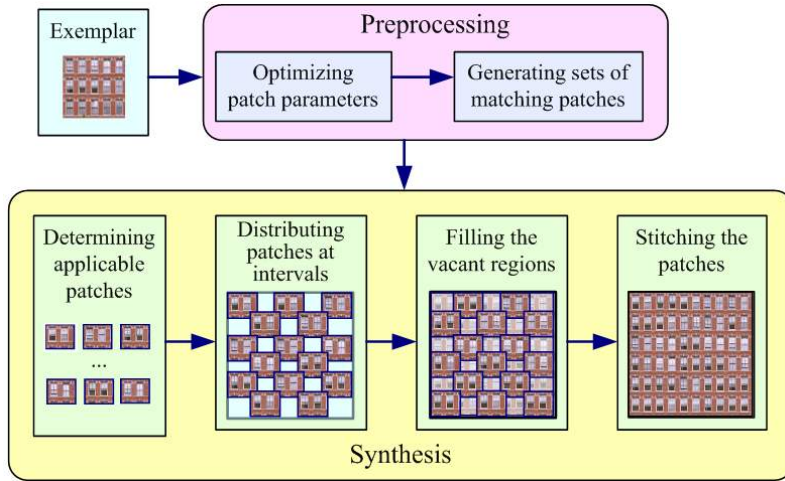 Exemplar
Preprocessing
Optimizing
patch parameters
Generating sets of
matching patches
Determining
applicable
patches
...
Distributing
patches at
intervals
Filling the
vacant regions
Stitching the
patches
Synthesis